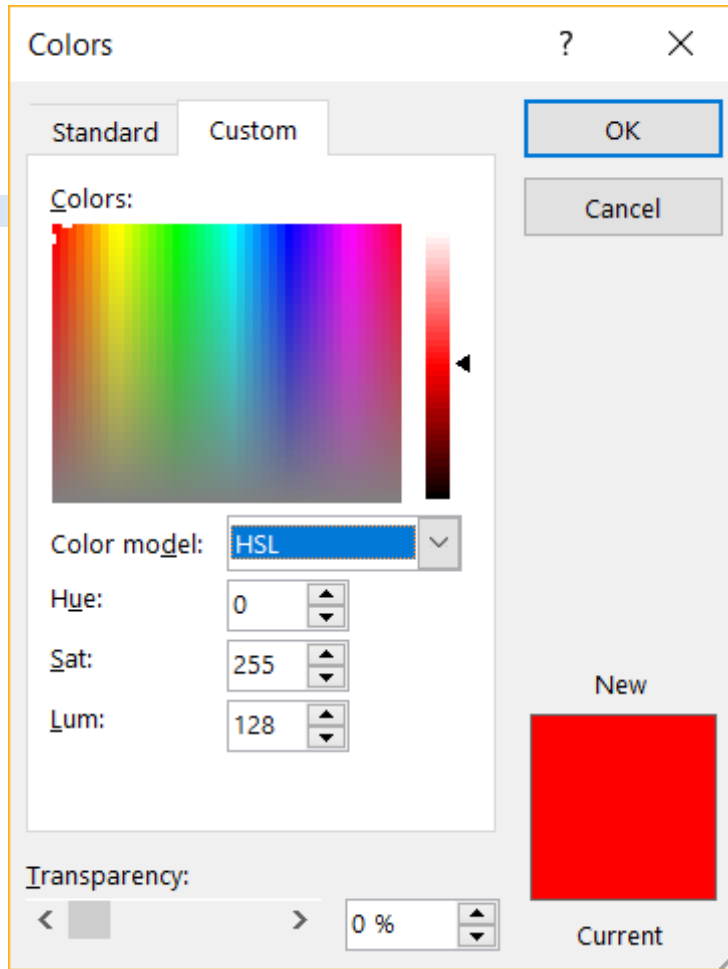 Colors ?
Standard Custom OK
Colors: Cancel
Color model: HSL
Hue: 0
Sat: 255
Lum: 128
New
Transparency:
0 %
Current